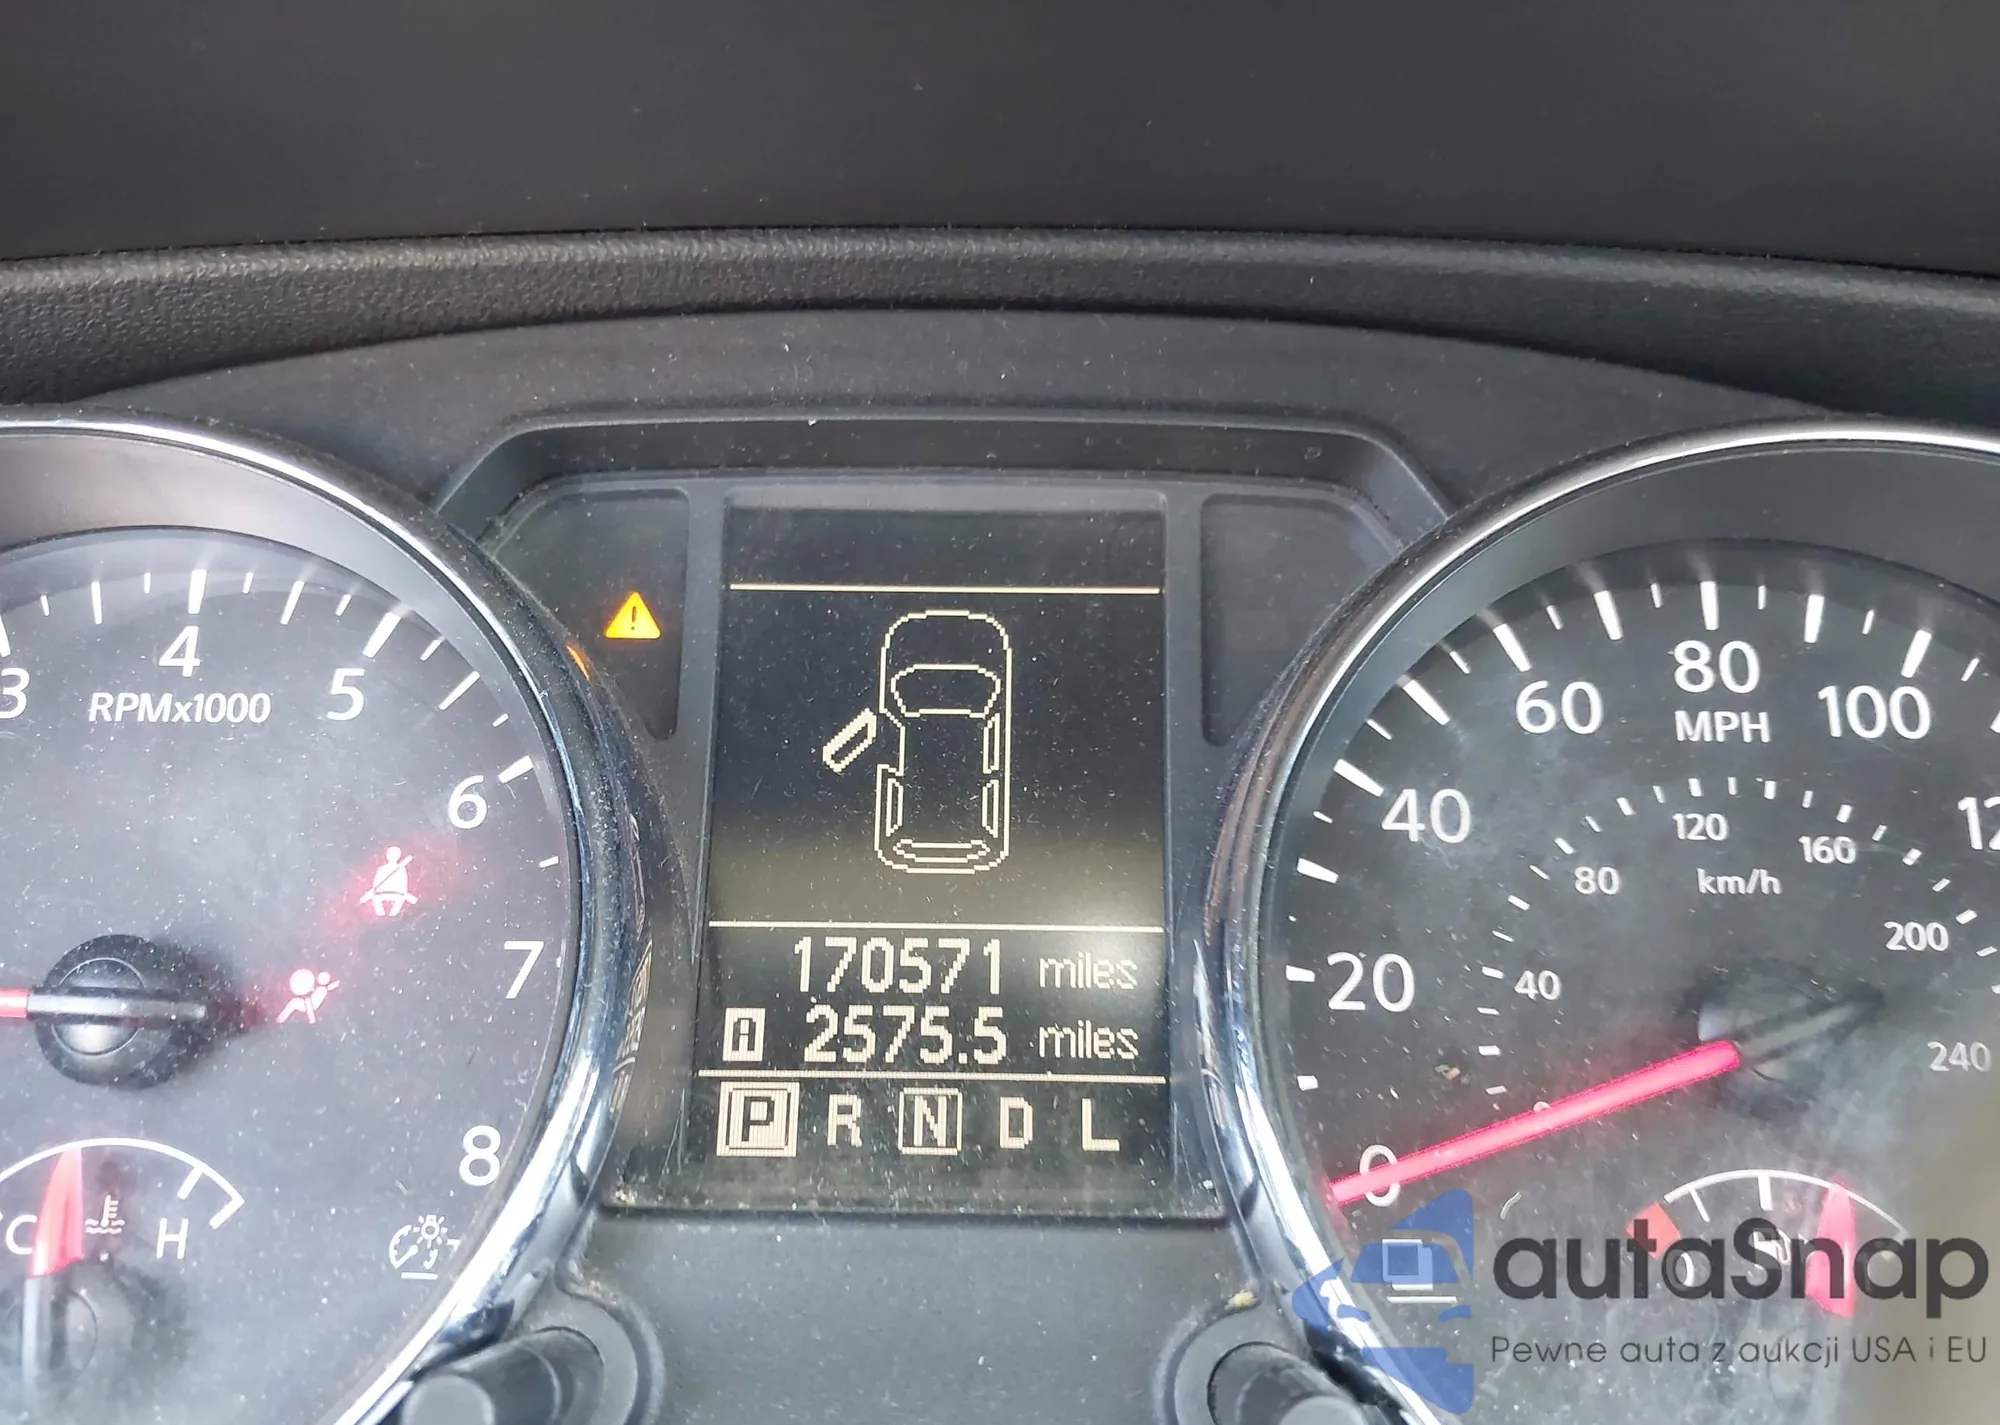 3 4 5 6 7 8
RPMx1000
C H
170571 miles
A 2575.5 miles
P R N D L
0 20 40 60 80 100
MPH
40 80 120 160 200 240
km/h
autaSnap
Pewne auta z aukcji USA i EU